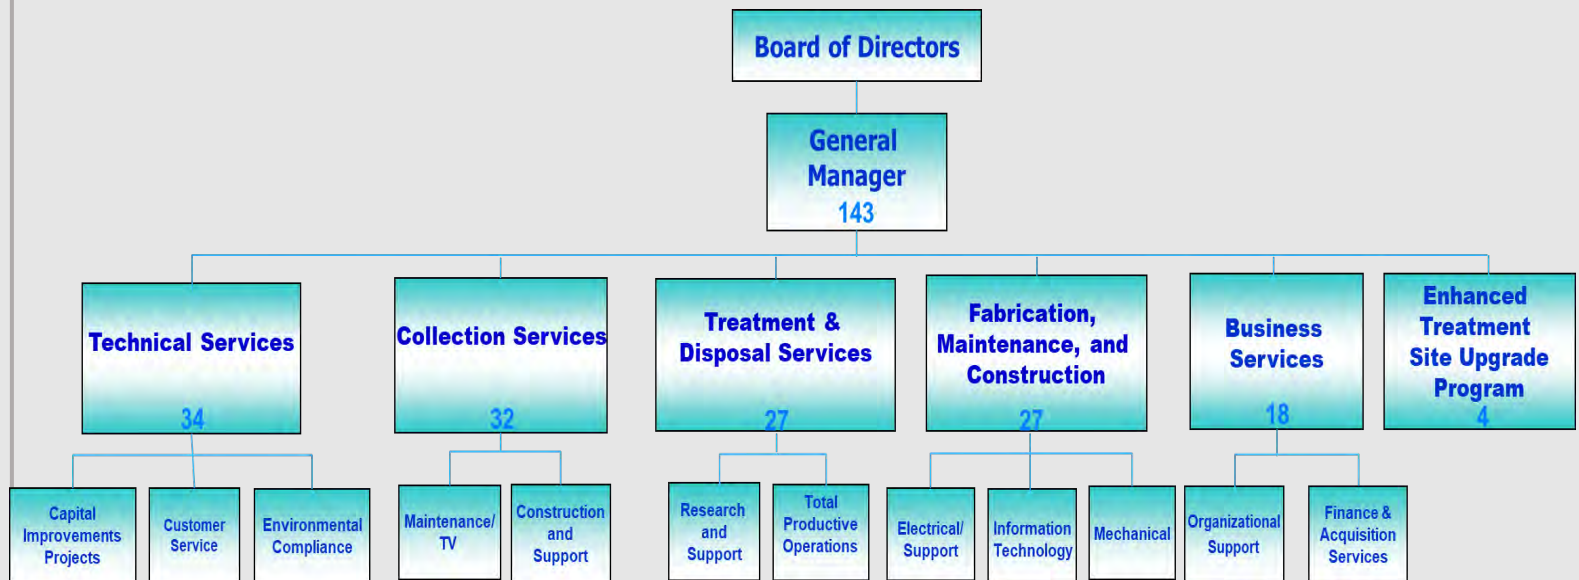 Board of Directors
General
Manager
143
Technical Services
34
Collection Services
32
Treatment &
Disposal Services
27
Fabrication,
Maintenance, and
Construction
27
Business
Services
18
Enhanced
Treatment
Site Upgrade
Program
4
Capital
Improvements
Projects
Customer
Service
Environmental
Compliance
Maintenance/
TV
Construction
and
Support
Research
and
Support
Total
Productive
Operations
Electrical/
Support
Information
Technology
Mechanical
Organizational
Support
Finance &
Acquisition
Services